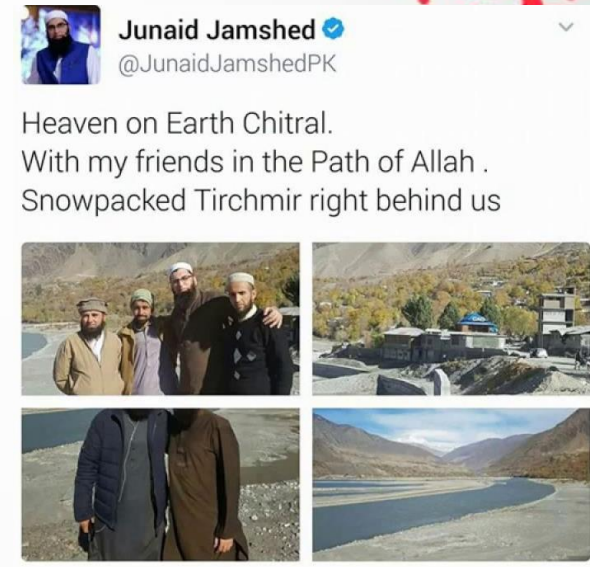 Junaid Jamshed
@JunaidJamshedPK
Heaven on Earth Chitral.
With my friends in the Path of Allah .
Snowpacked Tirchmir right behind us